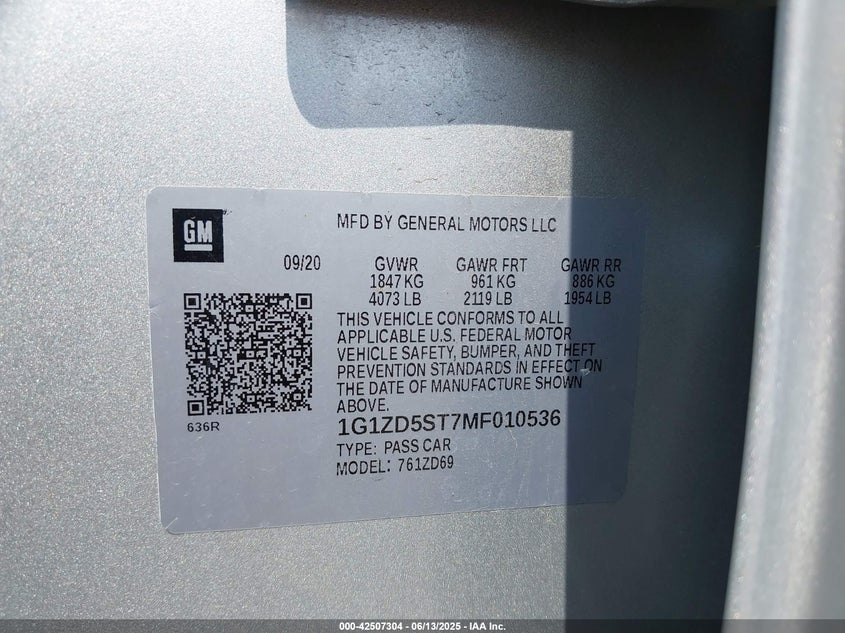 GM
MFD BY GENERAL MOTORS LLC
09/20 GVWR GAWR FRT GAWR RR
1847 KG 961 KG 886 KG
4073 LB 2119 LB 1954 LB
THIS VEHICLE CONFORMS TO ALL
APPLICABLE U.S. FEDERAL MOTOR
VEHICLE SAFETY, BUMPER, AND THEFT
PREVENTION STANDARDS IN EFFECT ON
THE DATE OF MANUFACTURE SHOWN
ABOVE.
636R
1G1ZD5ST7MF010536
TYPE: PASS CAR
MODEL: 761ZD69
000-42507304 - 06/13/2025 - IAA Inc.